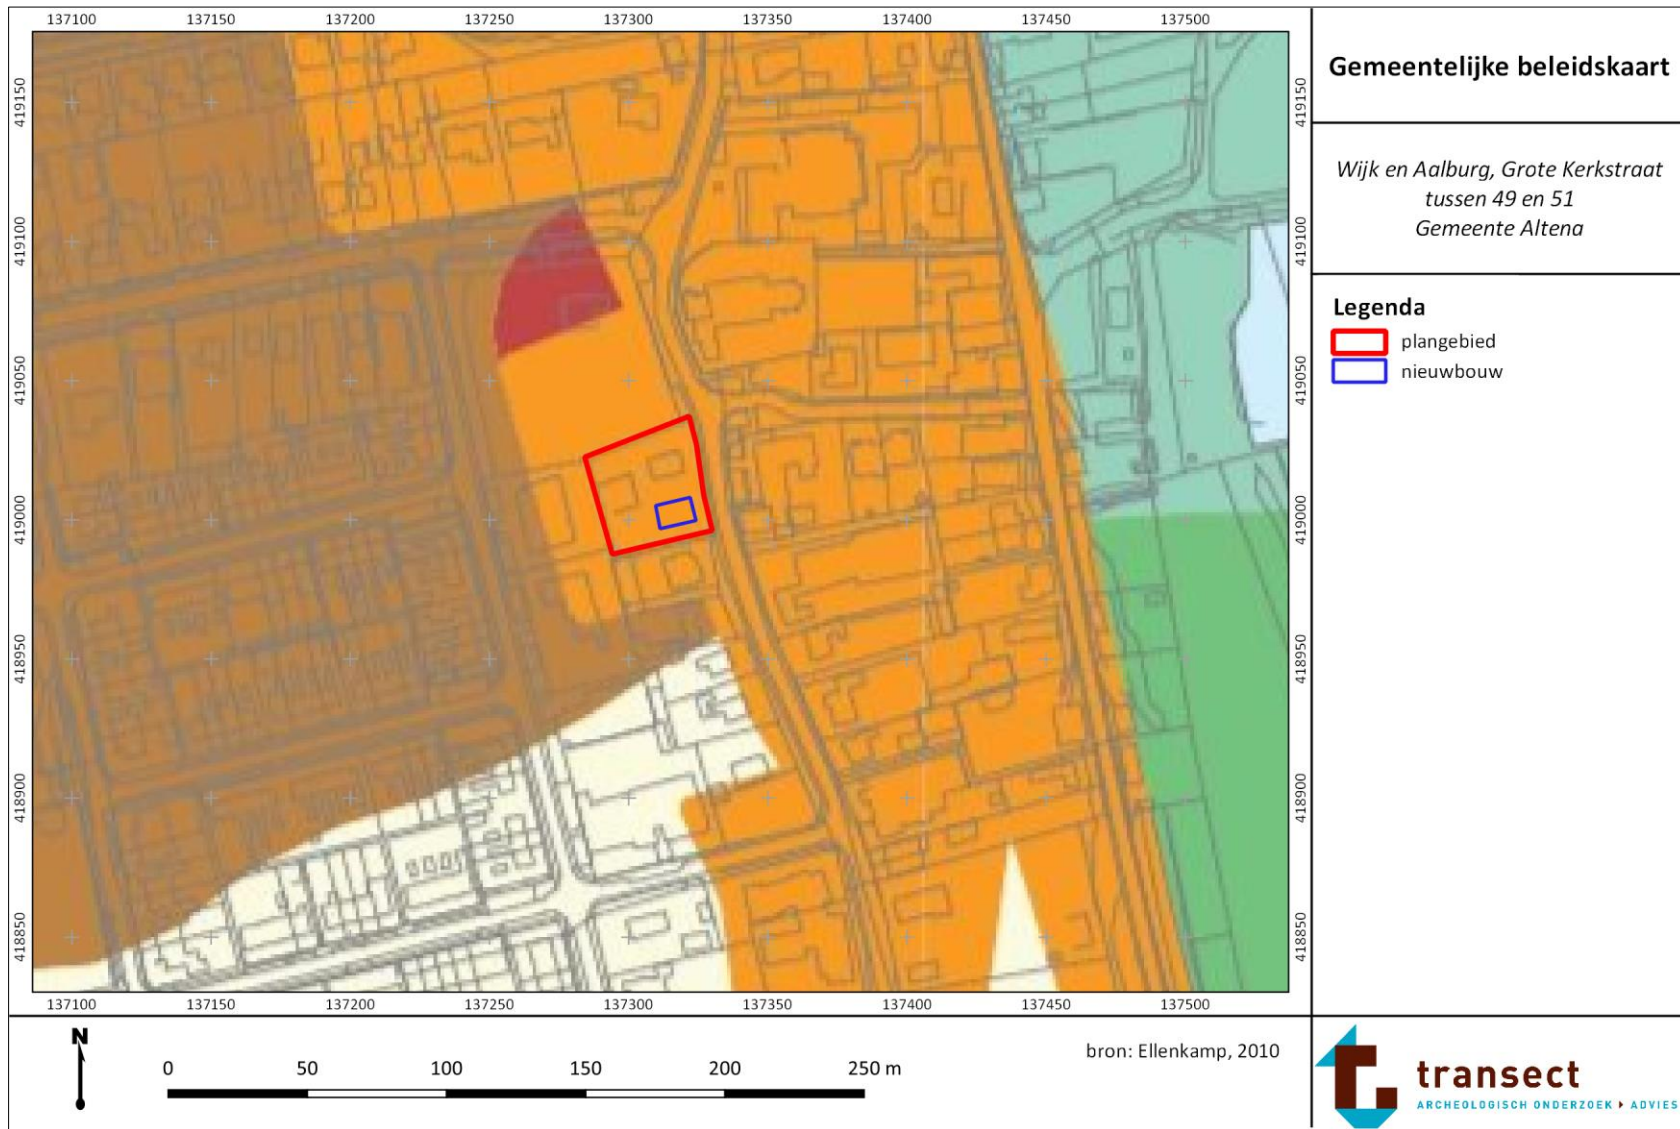 137100 137150 137200 137250 137300 137350 137400 137450 137500
419150
419100
419050
419000
418950
418900
418850
419150
419100
419050
419000
418950
418900
418850
137100 137150 137200 137250 137300 137350 137400 137450 137500
Gemeentelijke beleidskaart
Wijk en Aalburg, Grote Kerkstraat
tussen 49 en 51
Gemeente Altena
Legenda
plangebied
nieuwbouw
N
0 50 100 150 200 250 m
bron: Ellenkamp, 2010
transect
ARCHEOLOGISCH ONDERZOEK ▸ ADVIES